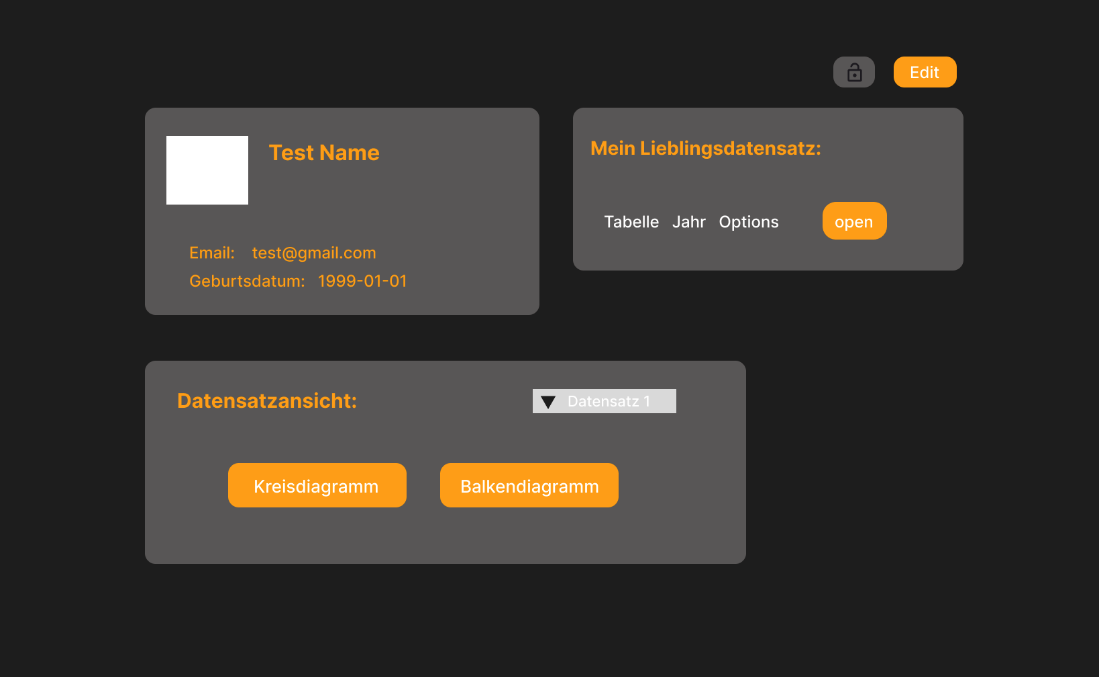 Edit
Test Name
Email: test@gmail.com
Geburtsdatum: 1999-01-01
Mein Lieblingsdatensatz:
Tabelle Jahr Options open
Datensatzansicht: Datensatz 1
Kreisdiagramm Balkendiagramm